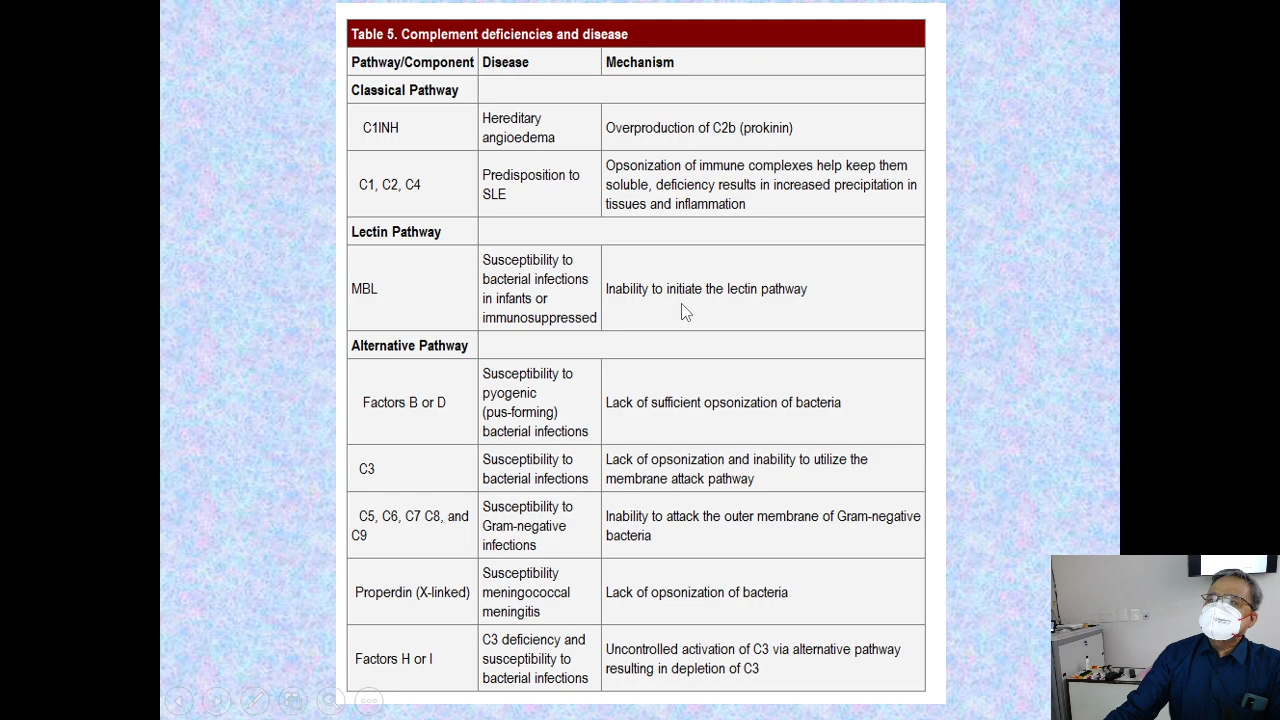 Table 5. Complement deficiencies and disease
Pathway/Component Disease Mechanism
Classical Pathway
C1INH
Hereditary
angioedema
Overproduction of C2b (prokinin)
C1, C2, C4
Predisposition to
SLE
Opsonization of immune complexes help keep them
soluble, deficiency results in increased precipitation in
tissues and inflammation
Lectin Pathway
MBL
Susceptibility to
bacterial infections
in infants or
immunosuppressed
Inability to initiate the lectin pathway
Alternative Pathway
Factors B or D
Susceptibility to
pyogenic
(pus-forming)
bacterial infections
Lack of sufficient opsonization of bacteria
C3
Susceptibility to
bacterial infections
Lack of opsonization and inability to utilize the
membrane attack pathway
C5, C6, C7 C8, and
C9
Susceptibility to
Gram-negative
infections
Inability to attack the outer membrane of Gram-negative
bacteria
Properdin (X-linked)
Susceptibility
meningococcal
meningitis
Lack of opsonization of bacteria
Factors H or I
C3 deficiency and
susceptibility to
bacterial infections
Uncontrolled activation of C3 via alternative pathway
resulting in depletion of C3